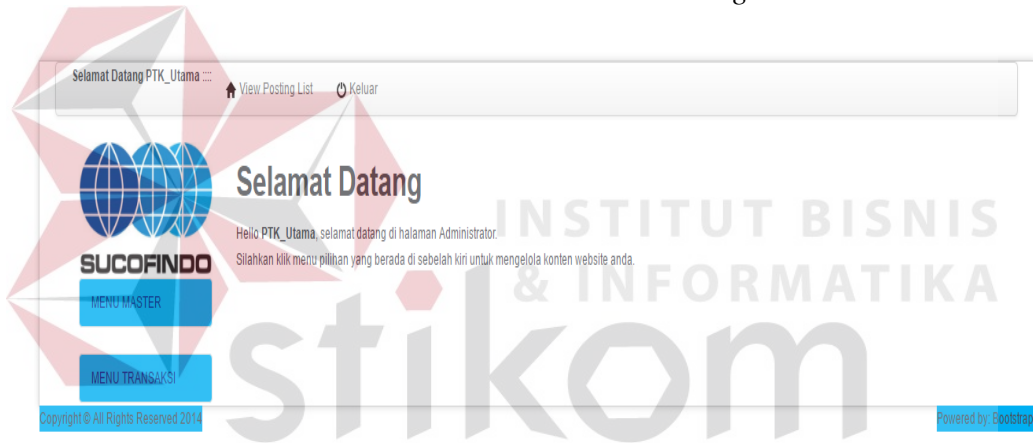 Selamat Datang PTK_Utama ::::
View Posting List Keluar
SUCOFINDO
MENU MASTER
MENU TRANSAKSI
Selamat Datang
Hello PTK_Utama, selamat datang di halaman Administrator.
Silahkan klik menu pilihan yang berada di sebelah kiri untuk mengelola konten website anda.
INSTITUT BISNIS
& INFORMATIKA
stikom
Copyright © All Rights Reserved 2014
Powered by: Bootstrap